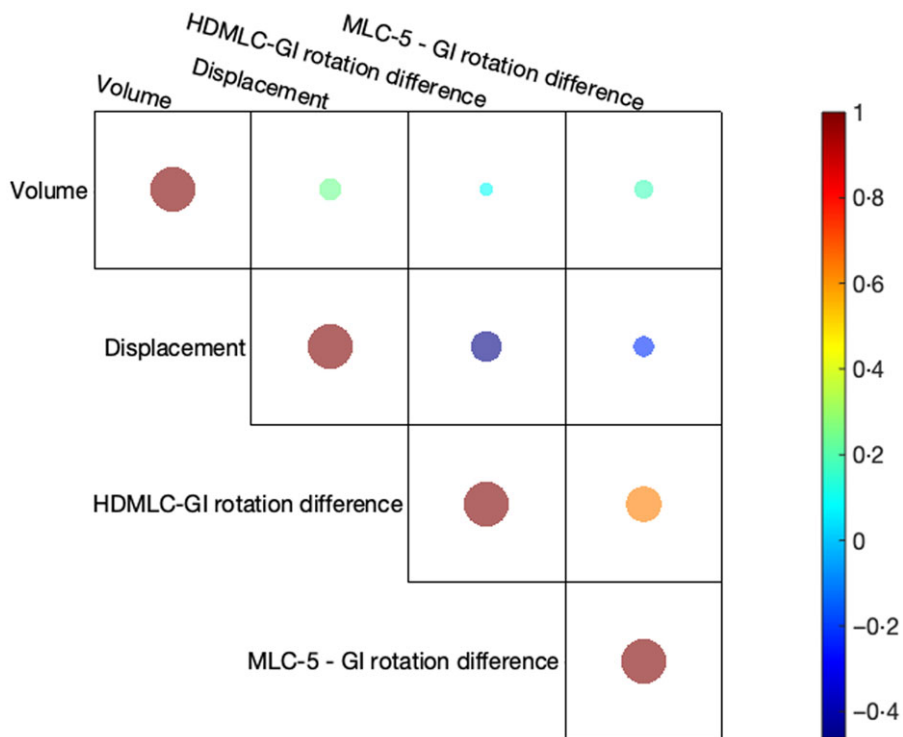 MLC-5 - GI rotation difference
HDMLC-GI rotation difference
Displacement
Volume
Volume
Displacement
HDMLC-GI rotation difference
MLC-5 - GI rotation difference
1
0·8
0·6
0·4
0·2
0
−0·2
−0·4